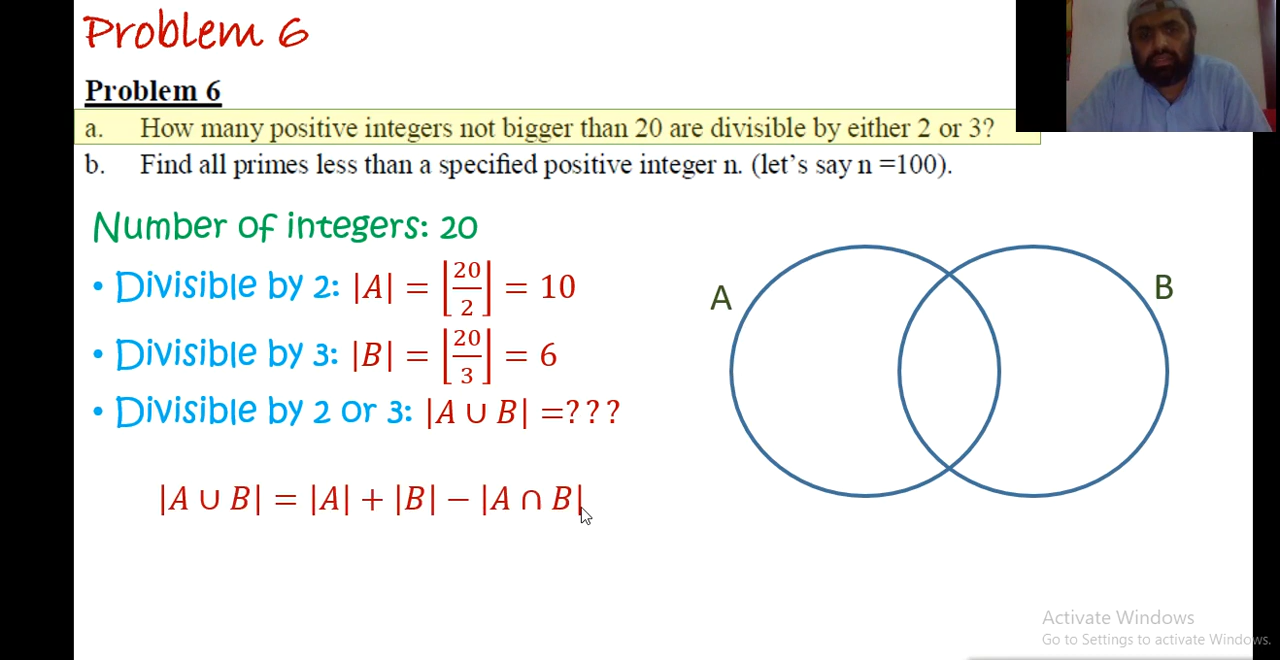 Problem 6
Problem 6
a. How many positive integers not bigger than 20 are divisible by either 2 or 3?
b. Find all primes less than a specified positive integer n. (let's say n =100).
Number of integers: 20
• Divisible by 2: |A| = ⌊20/2⌋ = 10
• Divisible by 3: |B| = ⌊20/3⌋ = 6
• Divisible by 2 or 3: |A ∪ B| =???
|A ∪ B| = |A| + |B| − |A ∩ B|
A
B
Activate Windows
Go to Settings to activate Windows.